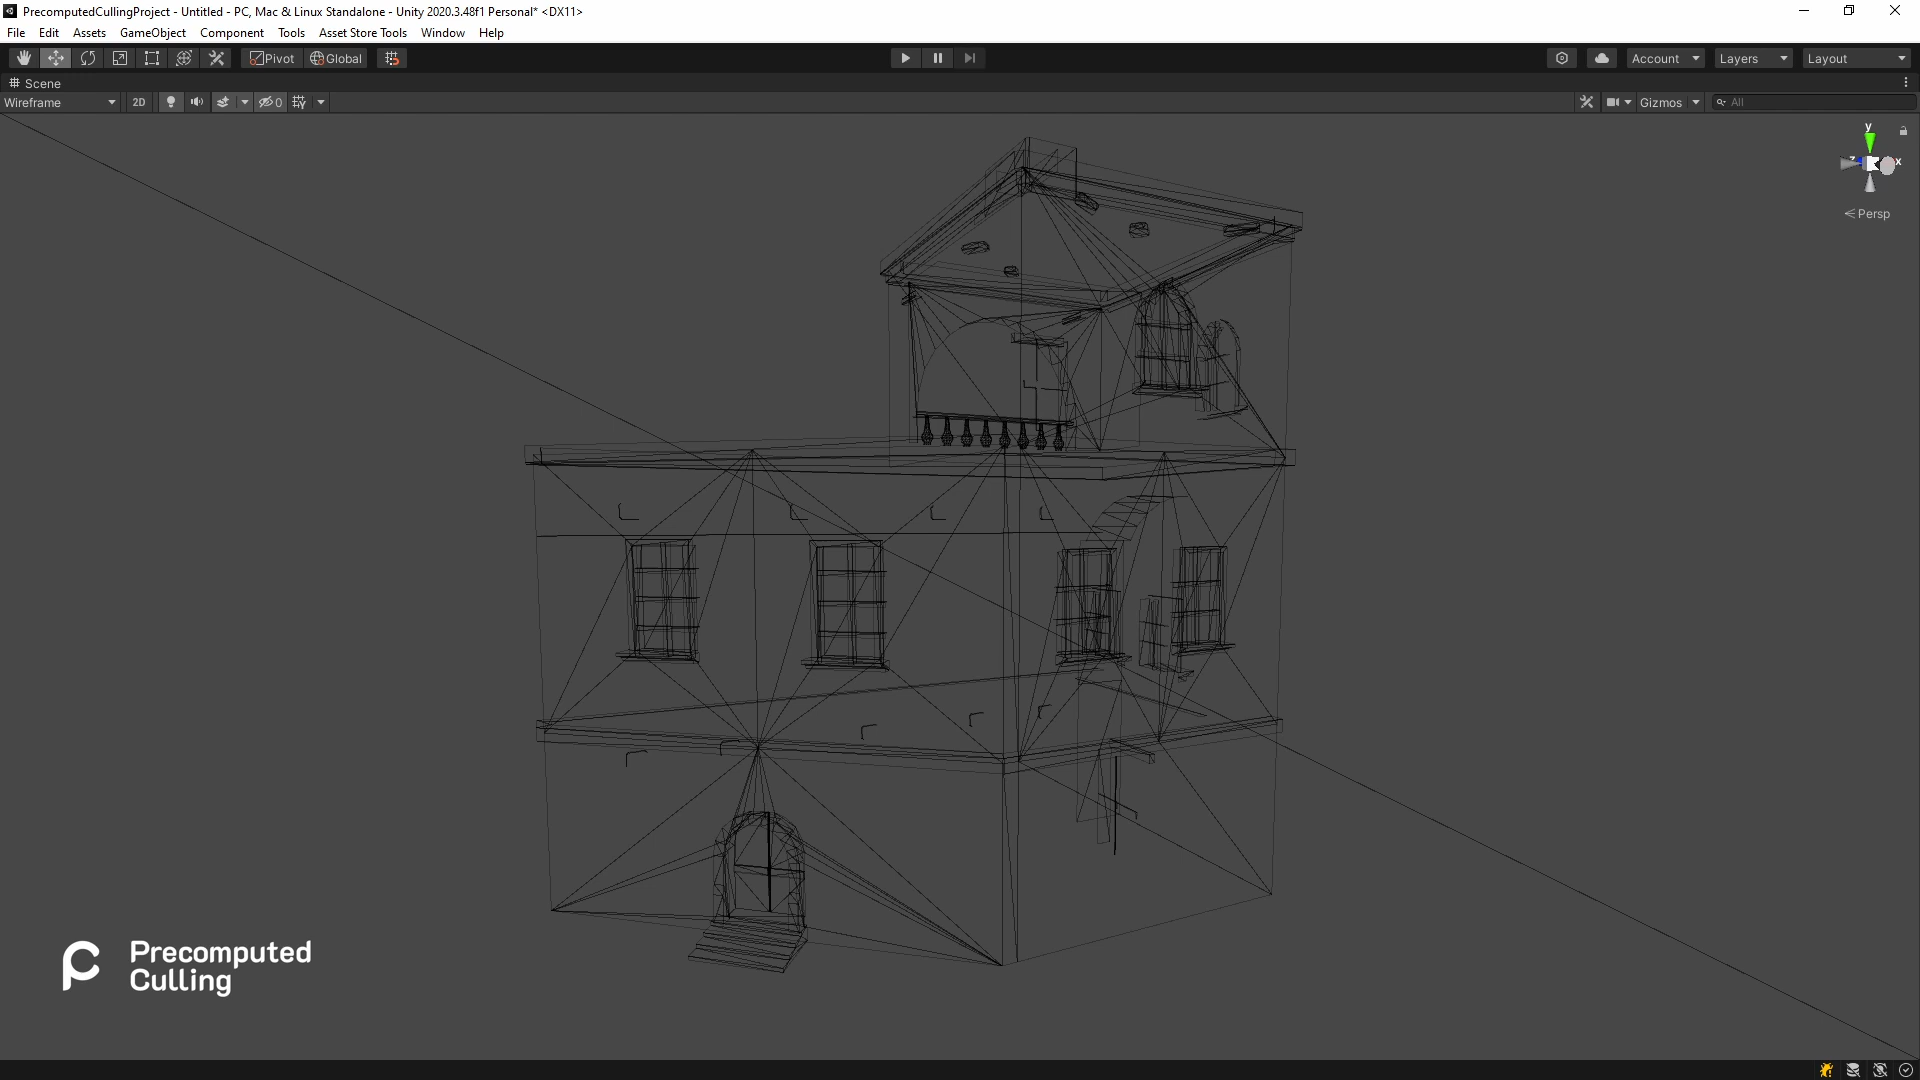 PrecomputedCullingProject - Untitled - PC, Mac & Linux Standalone - Unity 2020.3.48f1 Personal* <DX11>
File Edit Assets GameObject Component Tools Asset Store Tools Window Help
Pivot Global Account Layers Layout
Scene
Wireframe 2D 0 Gizmos All
y
z x
Persp
Precomputed
Culling